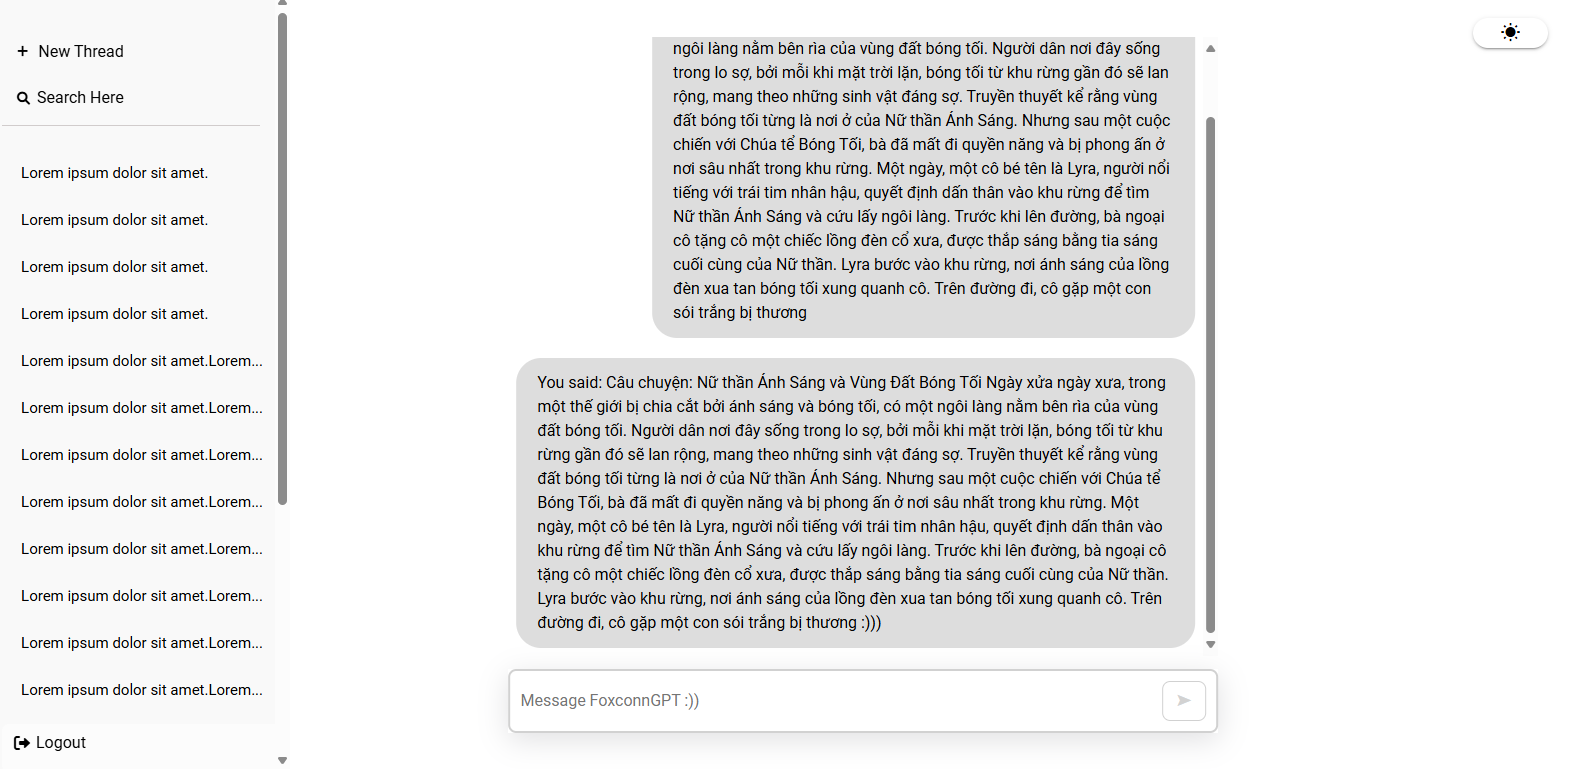 New Thread
Search Here
Lorem ipsum dolor sit amet.
Lorem ipsum dolor sit amet.
Lorem ipsum dolor sit amet.
Lorem ipsum dolor sit amet.
Lorem ipsum dolor sit amet.Lorem...
Lorem ipsum dolor sit amet.Lorem...
Lorem ipsum dolor sit amet.Lorem...
Lorem ipsum dolor sit amet.Lorem...
Lorem ipsum dolor sit amet.Lorem...
Lorem ipsum dolor sit amet.Lorem...
Lorem ipsum dolor sit amet.Lorem...
Lorem ipsum dolor sit amet.Lorem...
Logout
ngôi làng nằm bên rìa của vùng đất bóng tối. Người dân nơi đây sống
trong lo sợ, bởi mỗi khi mặt trời lặn, bóng tối từ khu rừng gần đó sẽ lan
rộng, mang theo những sinh vật đáng sợ. Truyền thuyết kể rằng vùng
đất bóng tối từng là nơi ở của Nữ thần Ánh Sáng. Nhưng sau một cuộc
chiến với Chúa tể Bóng Tối, bà đã mất đi quyền năng và bị phong ấn ở
nơi sâu nhất trong khu rừng. Một ngày, một cô bé tên là Lyra, người nổi
tiếng với trái tim nhân hậu, quyết định dấn thân vào khu rừng để tìm
Nữ thần Ánh Sáng và cứu lấy ngôi làng. Trước khi lên đường, bà ngoại
cô tặng cô một chiếc lồng đèn cổ xưa, được thắp sáng bằng tia sáng
cuối cùng của Nữ thần. Lyra bước vào khu rừng, nơi ánh sáng của lồng
đèn xua tan bóng tối xung quanh cô. Trên đường đi, cô gặp một con
sói trắng bị thương
You said: Câu chuyện: Nữ thần Ánh Sáng và Vùng Đất Bóng Tối Ngày xửa ngày xưa, trong
một thế giới bị chia cắt bởi ánh sáng và bóng tối, có một ngôi làng nằm bên rìa của vùng
đất bóng tối. Người dân nơi đây sống trong lo sợ, bởi mỗi khi mặt trời lặn, bóng tối từ khu
rừng gần đó sẽ lan rộng, mang theo những sinh vật đáng sợ. Truyền thuyết kể rằng vùng
đất bóng tối từng là nơi ở của Nữ thần Ánh Sáng. Nhưng sau một cuộc chiến với Chúa tể
Bóng Tối, bà đã mất đi quyền năng và bị phong ấn ở nơi sâu nhất trong khu rừng. Một
ngày, một cô bé tên là Lyra, người nổi tiếng với trái tim nhân hậu, quyết định dấn thân vào
khu rừng để tìm Nữ thần Ánh Sáng và cứu lấy ngôi làng. Trước khi lên đường, bà ngoại cô
tặng cô một chiếc lồng đèn cổ xưa, được thắp sáng bằng tia sáng cuối cùng của Nữ thần.
Lyra bước vào khu rừng, nơi ánh sáng của lồng đèn xua tan bóng tối xung quanh cô. Trên
đường đi, cô gặp một con sói trắng bị thương :)))
Message FoxconnGPT :))